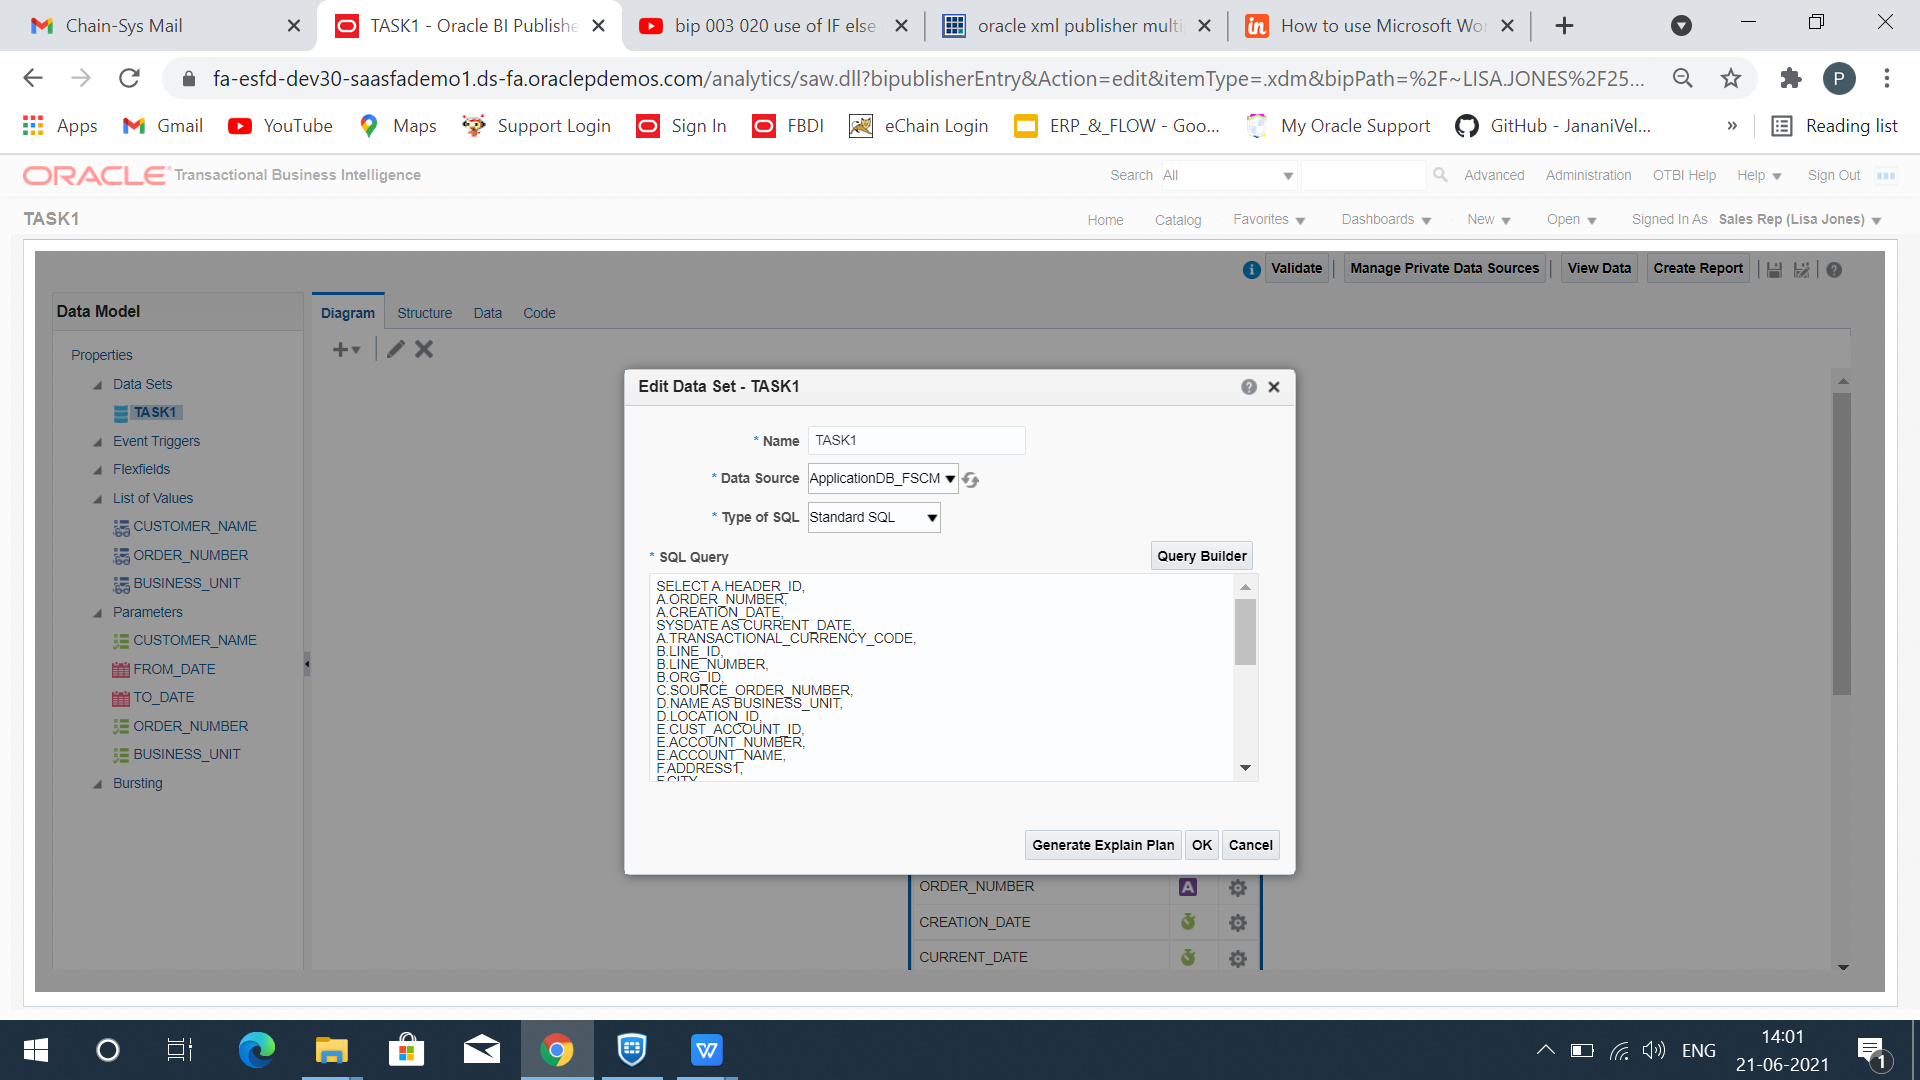 Chain-Sys Mail
TASK1 - Oracle BI Publishe
bip 003 020 use of IF else
oracle xml publisher multi
How to use Microsoft Wo
fa-esfd-dev30-saasfademo1.ds-fa.oraclepdemos.com/analytics/saw.dll?bipublisherEntry&Action=edit&itemType=.xdm&bipPath=%2F~LISA.JONES%2F25...
P
Apps
Gmail
YouTube
Maps
Support Login
Sign In
FBDI
eChain Login
ERP_&_FLOW - Goo...
My Oracle Support
GitHub - JananiVel...
»
Reading list
ORACLE Transactional Business Intelligence
Search All
Advanced
Administration
OTBI Help
Help
Sign Out
TASK1
Home
Catalog
Favorites
Dashboards
New
Open
Signed In As Sales Rep (Lisa Jones)
Validate
Manage Private Data Sources
View Data
Create Report
Data Model
Diagram
Structure
Data
Code
Properties
Data Sets
TASK1
Event Triggers
Flexfields
List of Values
CUSTOMER_NAME
ORDER_NUMBER
BUSINESS_UNIT
Parameters
CUSTOMER_NAME
FROM_DATE
TO_DATE
ORDER_NUMBER
BUSINESS_UNIT
Bursting
Edit Data Set - TASK1
* Name TASK1
* Data Source ApplicationDB_FSCM
* Type of SQL Standard SQL
* SQL Query
Query Builder
SELECT A.HEADER_ID,
A.ORDER_NUMBER,
A.CREATION_DATE,
SYSDATE AS CURRENT_DATE,
A.TRANSACTIONAL_CURRENCY_CODE,
B.LINE_ID,
B.LINE_NUMBER,
B.ORG_ID,
C.SOURCE_ORDER_NUMBER,
D.NAME AS BUSINESS_UNIT,
D.LOCATION_ID,
E.CUST_ACCOUNT_ID,
E.ACCOUNT_NUMBER,
E.ACCOUNT_NAME,
F.ADDRESS1,
F.CITY
Generate Explain Plan
OK
Cancel
ORDER_NUMBER
A
CREATION_DATE
CURRENT_DATE
ENG
14:01
21-06-2021
1